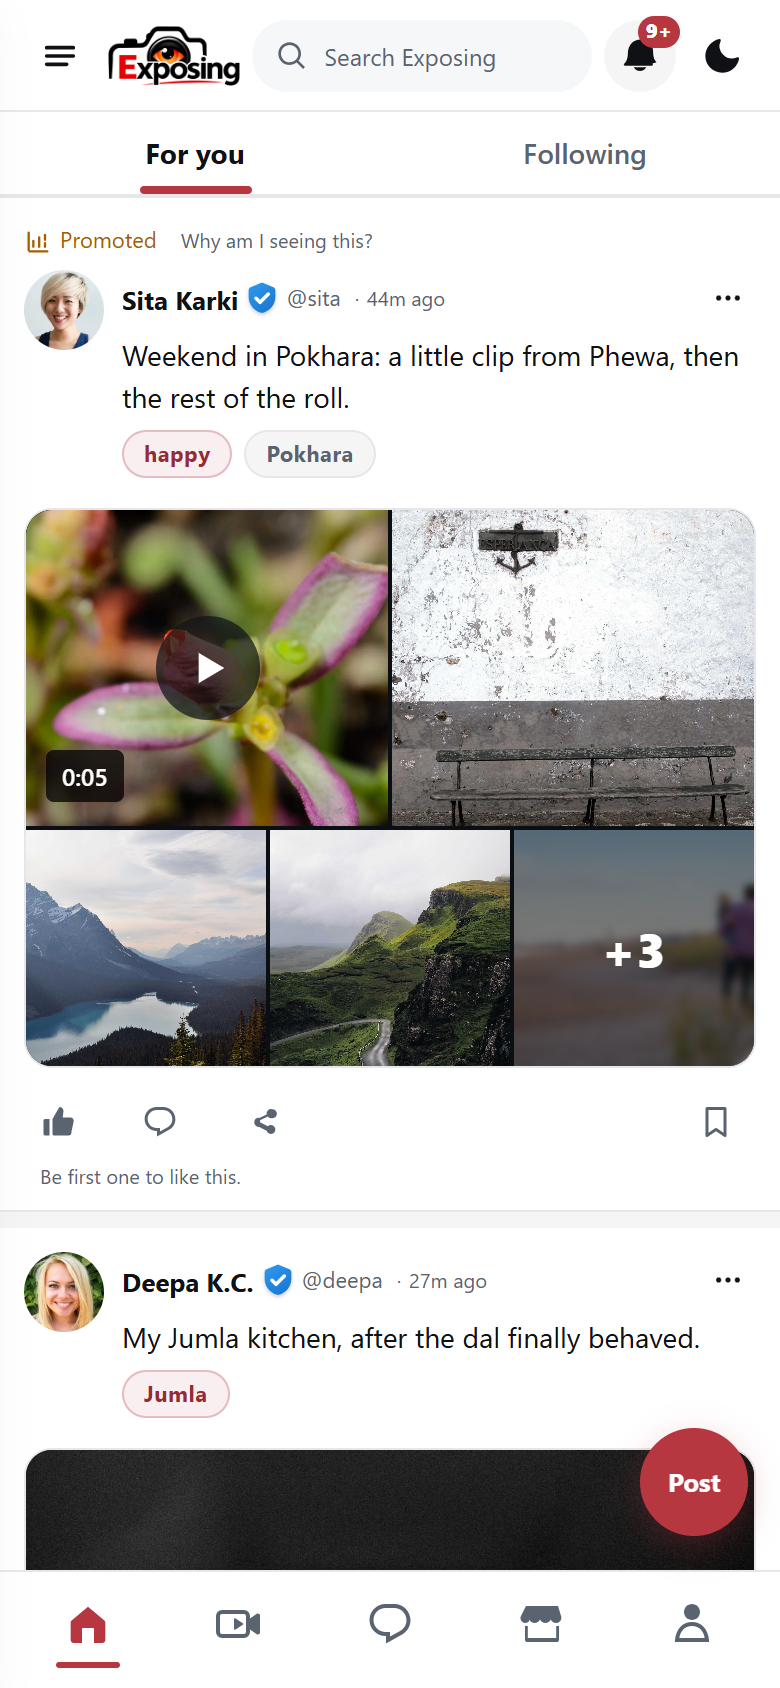 Exposing
Search Exposing
9+
For you
Following
Promoted
Why am I seeing this?
Sita Karki @sita · 44m ago
Weekend in Pokhara: a little clip from Phewa, then
the rest of the roll.
happy
Pokhara
ESPERANÇA
0:05
+3
Be first one to like this.
Deepa K.C. @deepa · 27m ago
My Jumla kitchen, after the dal finally behaved.
Jumla
Post